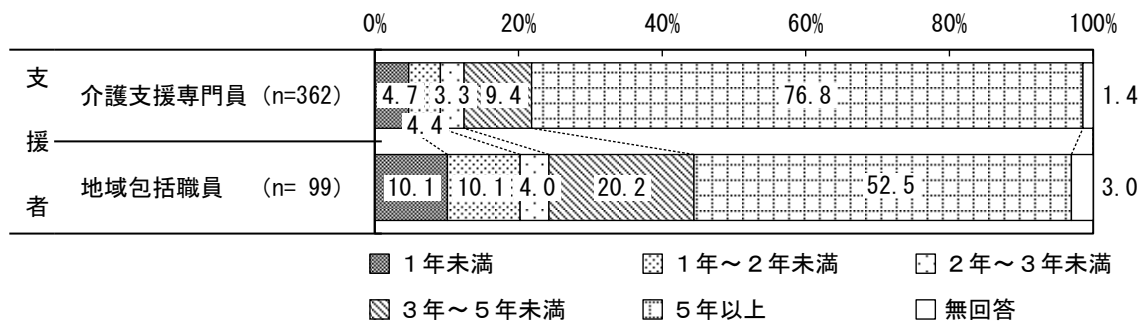 0% 20% 40% 60% 80% 100%
支援者
介護支援専門員 (n=362) 4.7 4.4 3.3 9.4 76.8 1.4
地域包括職員 (n= 99) 10.1 10.1 4.0 20.2 52.5 3.0
１年未満 １年～２年未満 ２年～３年未満
３年～５年未満 ５年以上 無回答